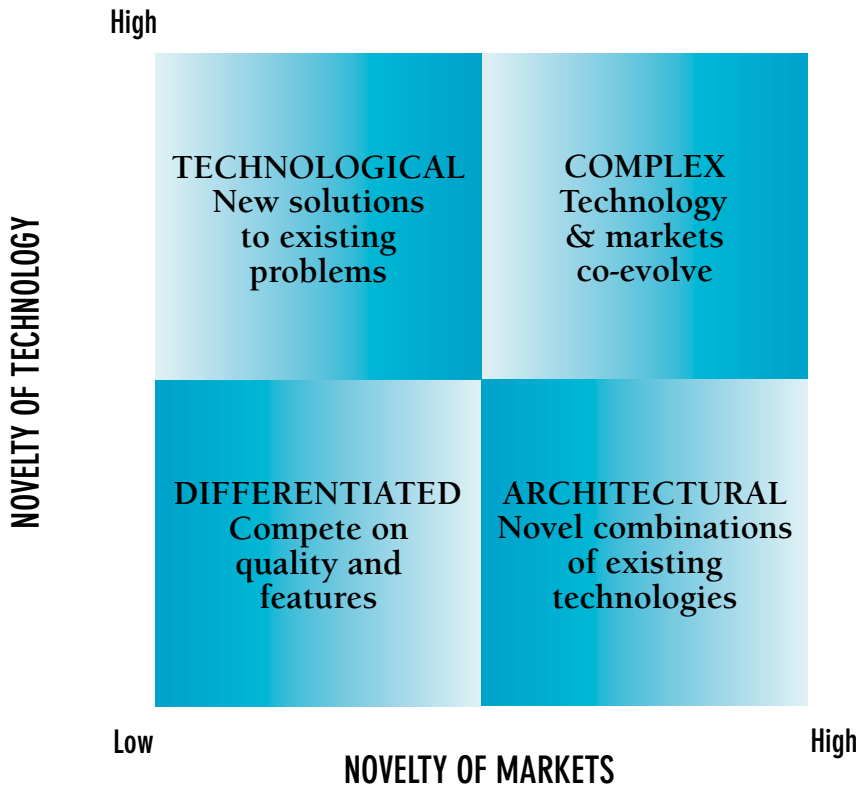 High
NOVELTY OF TECHNOLOGY
TECHNOLOGICAL
New solutions
to existing
problems
COMPLEX
Technology
& markets
co-evolve
DIFFERENTIATED
Compete on
quality and
features
ARCHITECTURAL
Novel combinations
of existing
technologies
Low
High
NOVELTY OF MARKETS